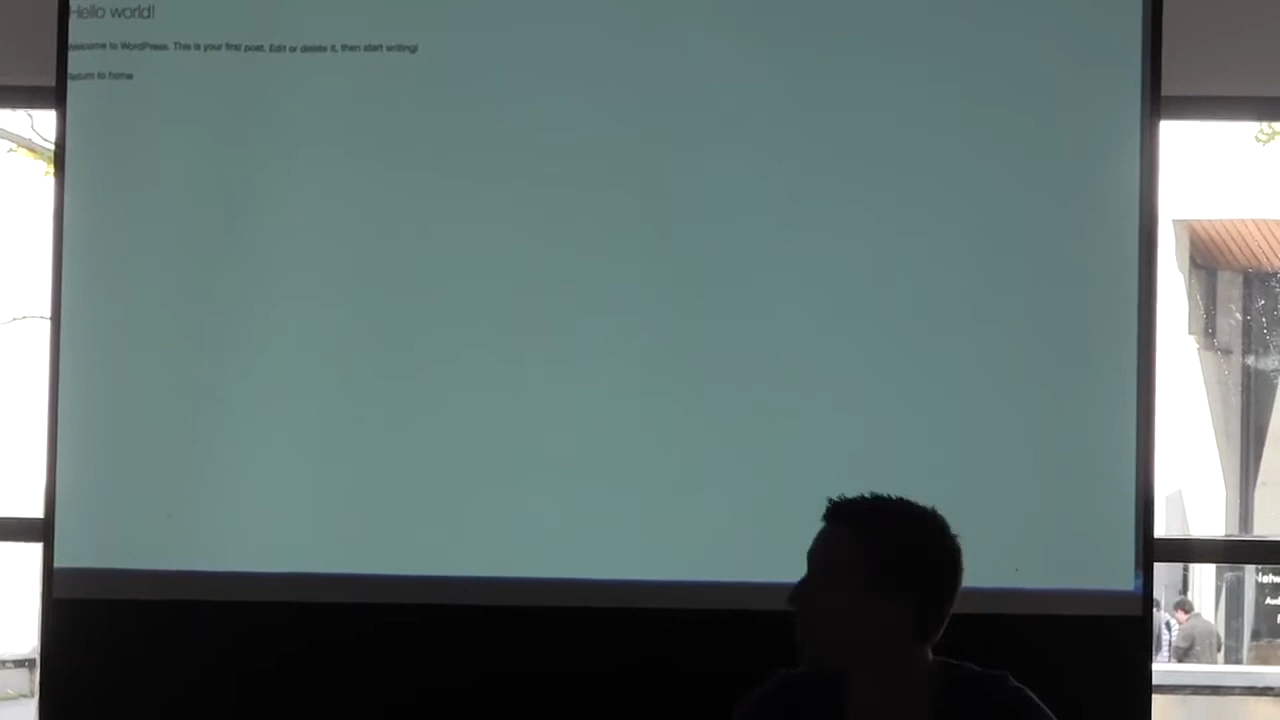 Hello world!
Welcome to WordPress. This is your first post. Edit or delete it, then start writing!
Return to home